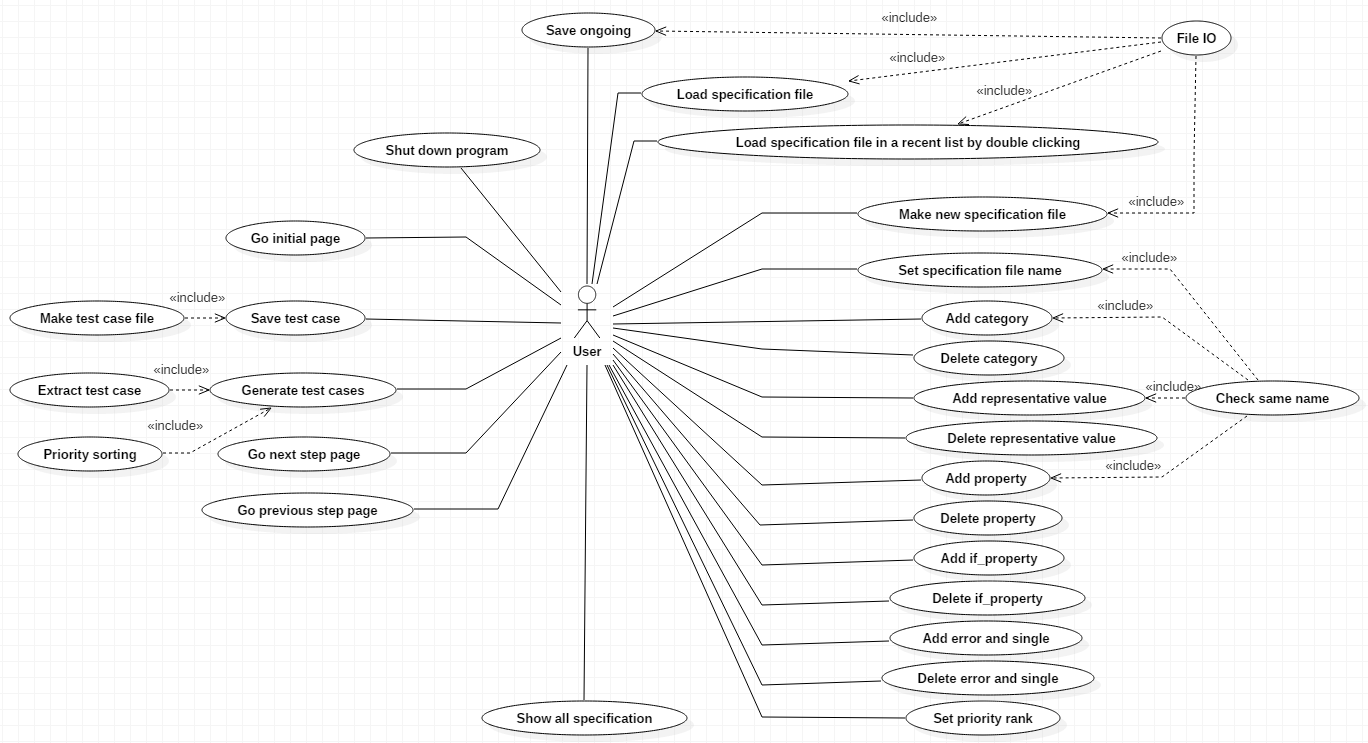 «include»
Save ongoing
File IO
«include»
Load specification file
«include»
Load specification file in a recent list by double clicking
Shut down program
«include»
Make new specification file
Go initial page
«include»
Set specification file name
«include»
Make test case file
Save test case
«include»
Add category
User
Delete category
«include»
Extract test case
Generate test cases
«include»
Add representative value
Check same name
«include»
Delete representative value
Priority sorting
Go next step page
«include»
Add property
Go previous step page
Delete property
Add if_property
Delete if_property
Add error and single
Delete error and single
Show all specification
Set priority rank